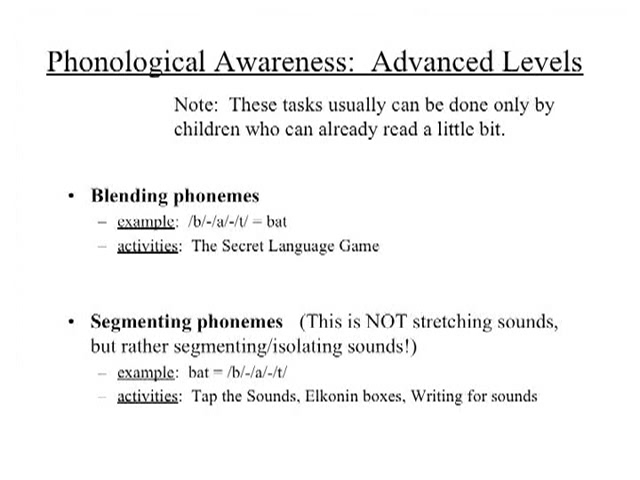 Phonological Awareness: Advanced Levels
Note: These tasks usually can be done only by
children who can already read a little bit.
• Blending phonemes
– example: /b/-/a/-/t/ = bat
– activities: The Secret Language Game
• Segmenting phonemes (This is NOT stretching sounds,
but rather segmenting/isolating sounds!)
– example: bat = /b/-/a/-/t/
– activities: Tap the Sounds, Elkonin boxes, Writing for sounds